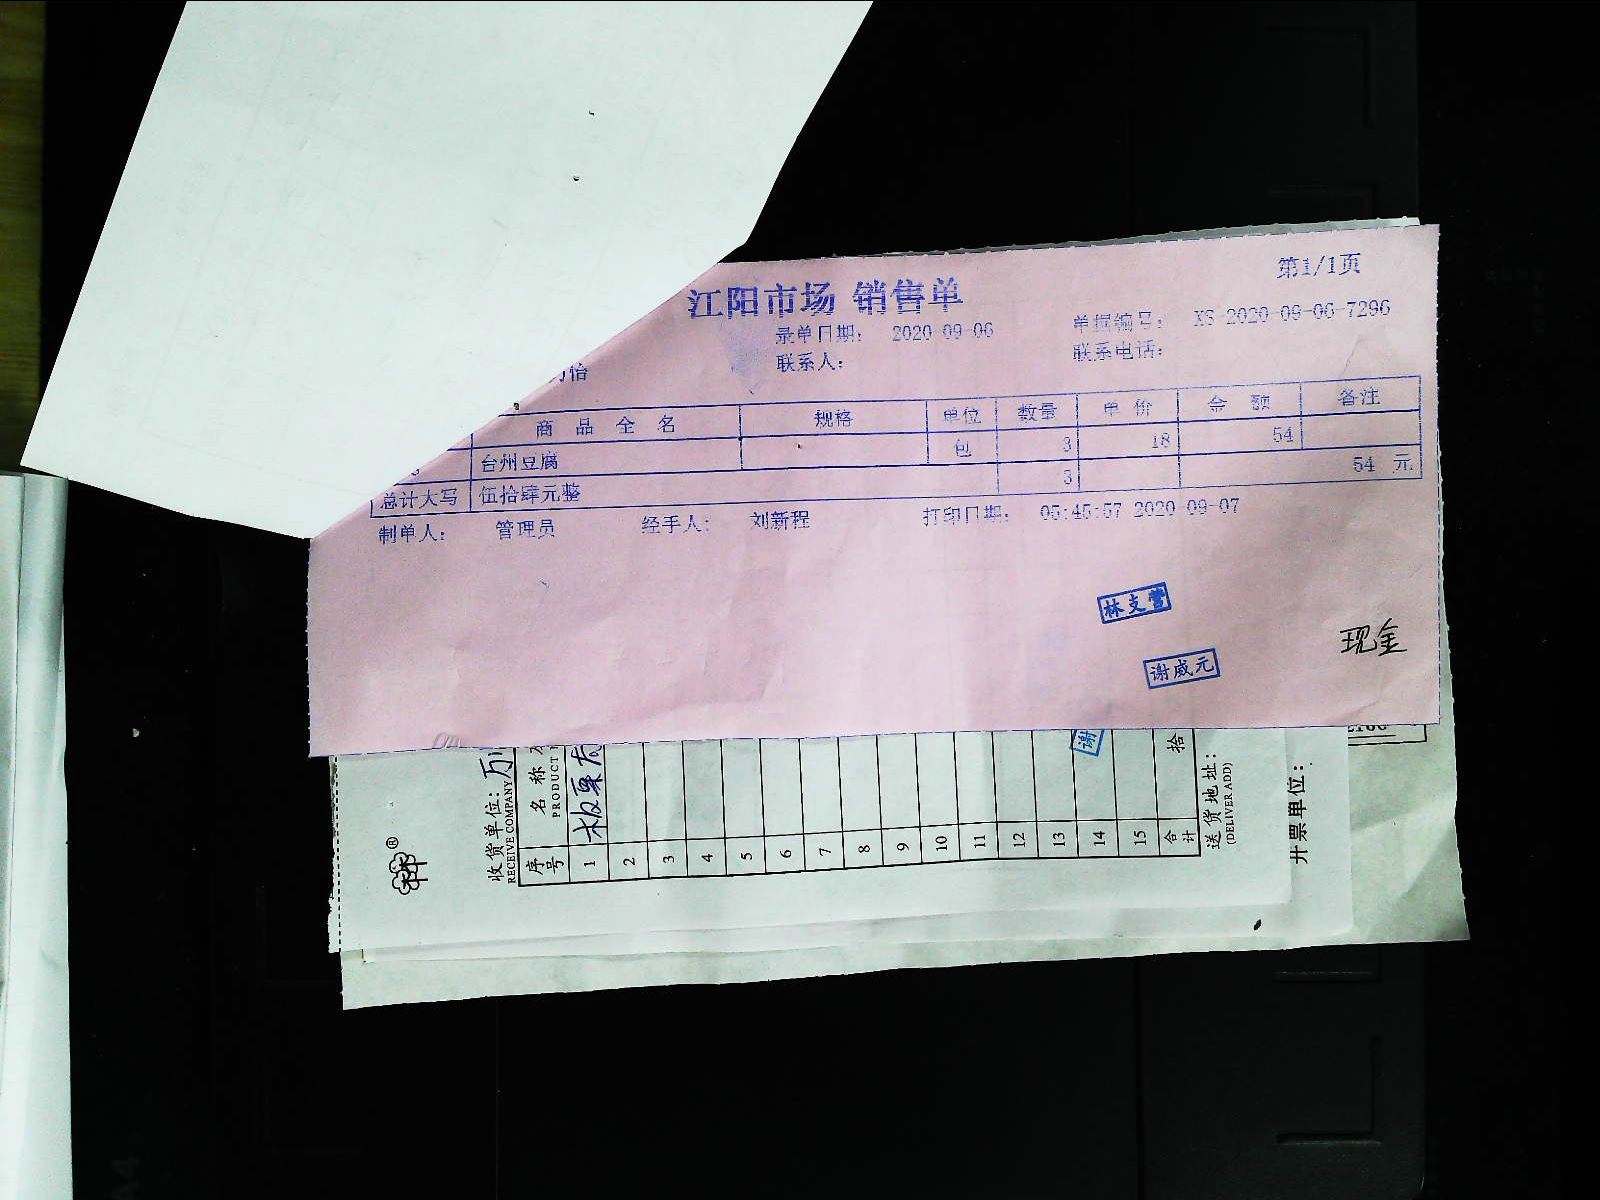 第1/1页
江阳市场 销售单
录单日期： 2020-09-06 单据编号： XS-2020-09-06-7296
怡 联系人： 联系电话：
商品全名 规格 单位 数量 单价 金额 备注
台州豆腐 包 3 18 54
总计大写 伍拾肆元整 3 54 元
制单人： 管理员 经手人： 刘新程 打印日期： 05:45:57 2020-09-07
林支营
谢威元
现金
收货单位：万
RECEIVE COMPANY
序号 名称
PRODUCT
1 板豆
2
3
4
5
6
7
8
9
10
11
12
13
14 谢
15
合计 拾
送货地址：
(DELIVER ADD)
开票单位：